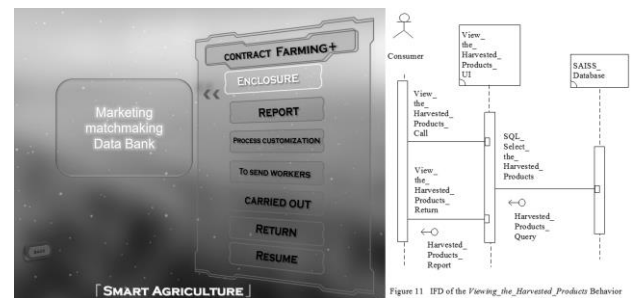 CONTRACT FARMING+
ENCLOSURE
Marketing
matchmaking
Data Bank
REPORT
PROCESS CUSTOMIZATION
TO SEND WORKERS
CARRIED OUT
RETURN
RESUME
「SMART AGRICULTURE」
Consumer
View_
the_
Harvested_
Products_
UI
SAISS_
Database
View_
the_
Harvested_
Products_
Call
SQL_
Select_
the_
Harvested_
Products
View_
the_
Harvested_
Products_
Return
Harvested_
Products_
Query
Harvested_
Products_
Report
Figure 11 IFD of the Viewing_the_Harvested_Products Behavior